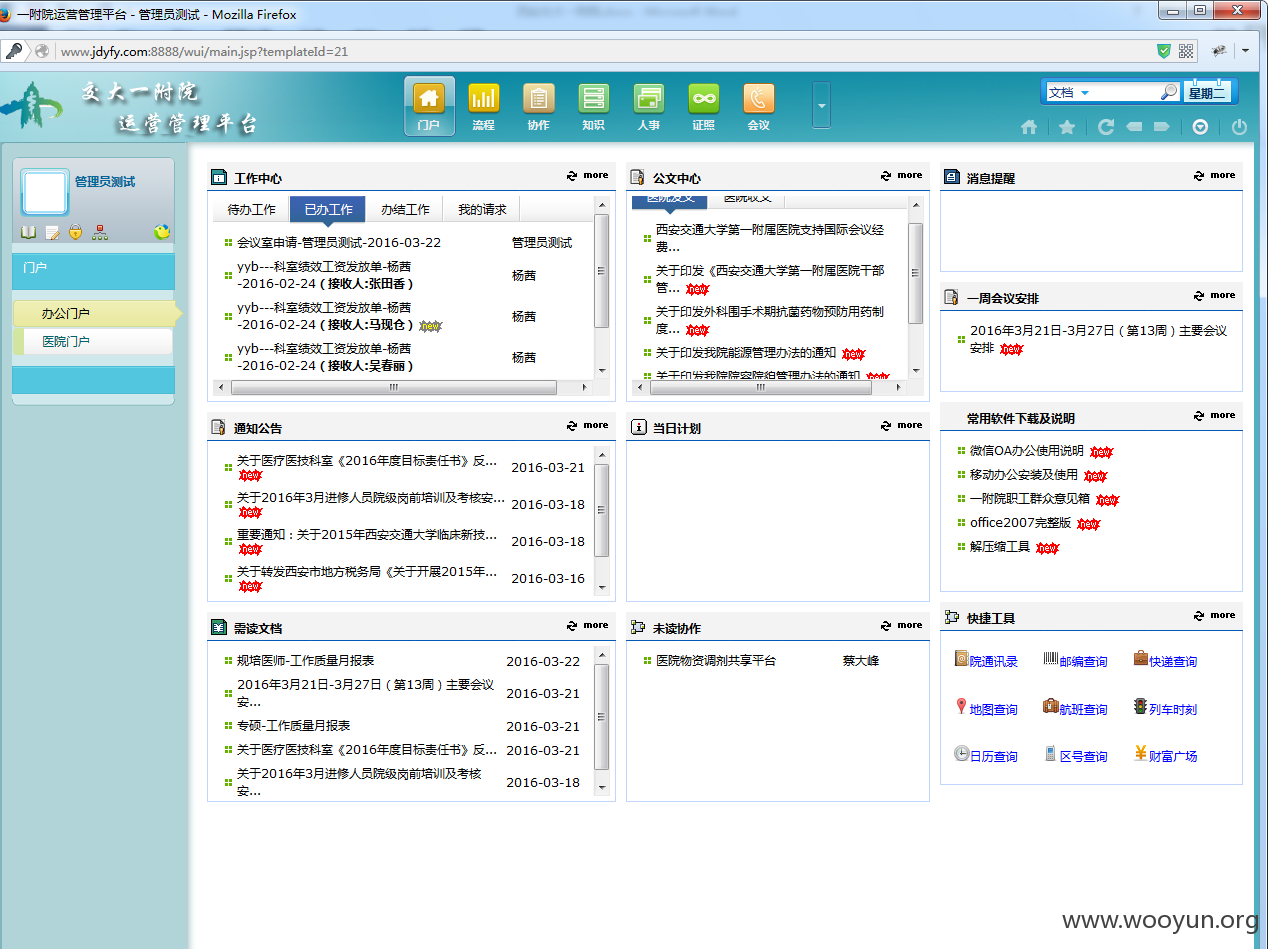 一附院运营管理平台 - 管理员测试 - Mozilla Firefox
www.jdyfy.com:8888/wui/main.jsp?templateId=21
交大一附院
运营管理平台
门户
流程
协作
知识
人事
证照
会议
文档
星期二
管理员测试
门户
办公门户
医院门户
工作中心
more
待办工作
已办工作
办结工作
我的请求
会议室申请-管理员测试-2016-03-22
管理员测试
yyb---科室绩效工资发放单-杨茜
-2016-02-24 ( 接收人:张田香 )
杨茜
yyb---科室绩效工资发放单-杨茜
-2016-02-24 ( 接收人:马现仓 ) new
杨茜
yyb---科室绩效工资发放单-杨茜
-2016-02-24 ( 接收人:吴春丽 )
杨茜
公文中心
more
医院发文
医院收文
西安交通大学第一附属医院支持国际会议经
费...
关于印发《西安交通大学第一附属医院干部
管... new
关于印发外科围手术期抗菌药物预防用药制
度... new
关于印发我院能源管理办法的通知 new
关于印发我院院容院貌管理办法的通知 new
消息提醒
more
一周会议安排
more
2016年3月21日-3月27日（第13周）主要会议
安排 new
通知公告
more
关于医疗医技科室《2016年度目标责任书》反...
new
2016-03-21
关于2016年3月进修人员院级岗前培训及考核安...
new
2016-03-18
重要通知：关于2015年西安交通大学临床新技...
new
2016-03-18
关于转发西安市地方税务局《关于开展2015年...
new
2016-03-16
当日计划
more
常用软件下载及说明
more
微信OA办公使用说明 new
移动办公安装及使用 new
一附院职工群众意见箱 new
office2007完整版 new
解压缩工具 new
需读文档
more
规培医师-工作质量月报表
2016-03-22
2016年3月21日-3月27日（第13周）主要会议
安...
2016-03-21
专硕-工作质量月报表
2016-03-21
关于医疗医技科室《2016年度目标责任书》反...
2016-03-21
关于2016年3月进修人员院级岗前培训及考核
安...
2016-03-18
未读协作
more
医院物资调剂共享平台
蔡大峰
快捷工具
more
院通讯录
邮编查询
快递查询
地图查询
航班查询
列车时刻
日历查询
区号查询
财富广场
www.wooyun.org